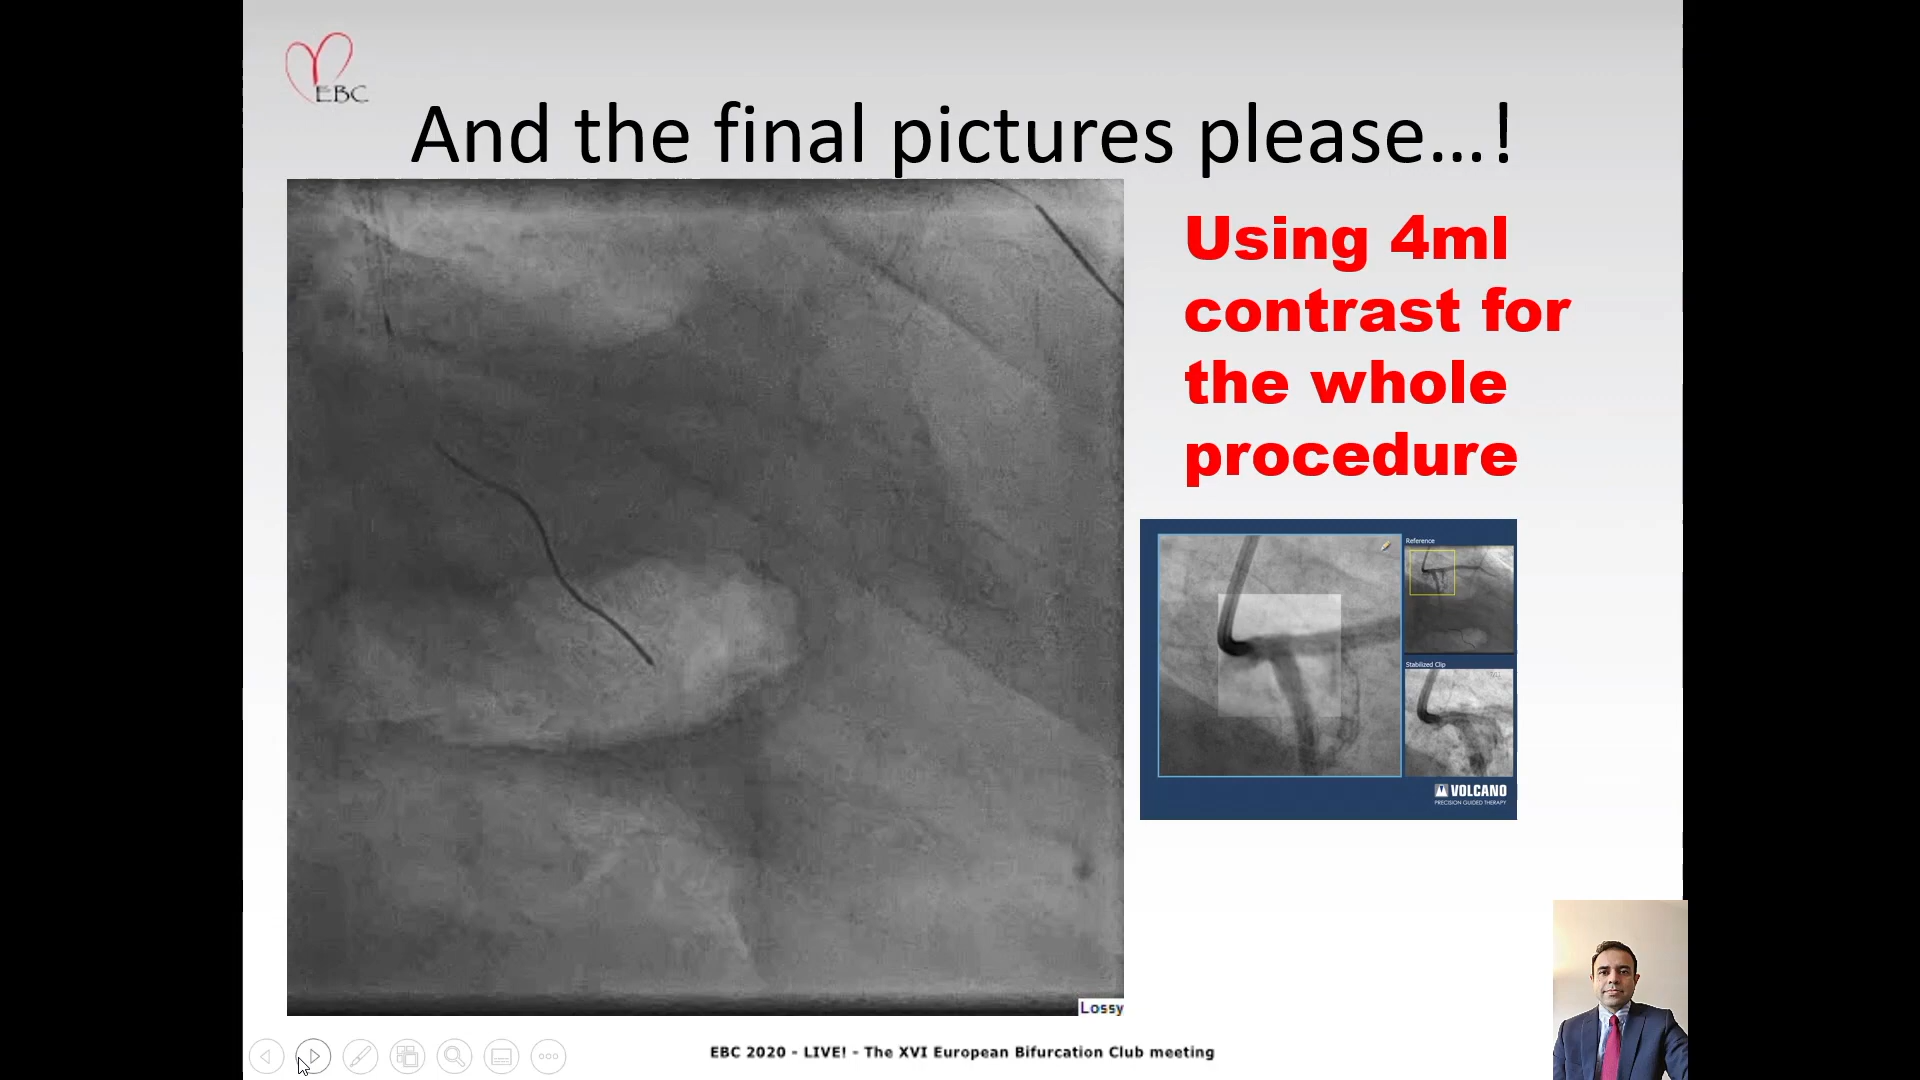 EBC
And the final pictures please...!
Using 4ml
contrast for
the whole
procedure
Reference
Stabilized Clip
VOLCANO
PRECISION GUIDED THERAPY
Lossy
EBC 2020 - LIVE! - The XVI European Bifurcation Club meeting